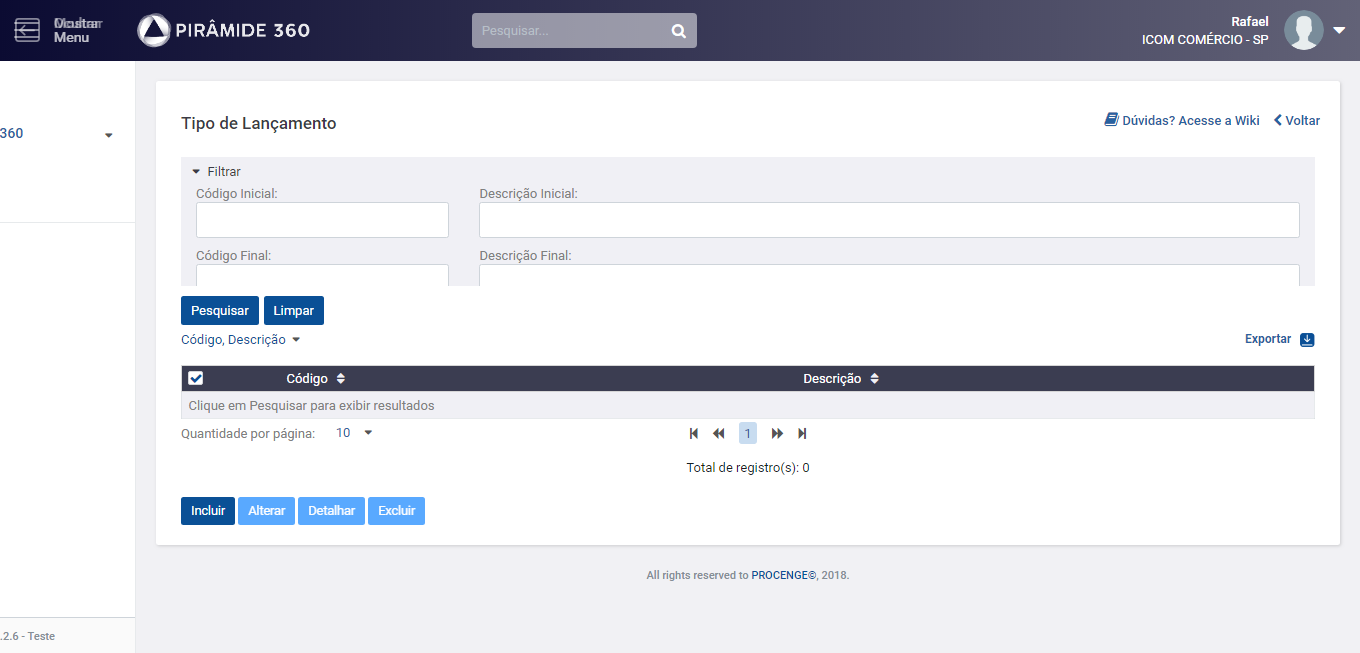 Mostrar
Menu
PIRÂMIDE 360
Pesquisar...
Rafael
ICOM COMÉRCIO - SP
360
Tipo de Lançamento
Dúvidas? Acesse a Wiki
Voltar
Filtrar
Código Inicial:
Descrição Inicial:
Código Final:
Descrição Final:
Pesquisar
Limpar
Código, Descrição
Exportar
Código
Descrição
Clique em Pesquisar para exibir resultados
Quantidade por página:
10
1
Total de registro(s): 0
Incluir
Alterar
Detalhar
Excluir
All rights reserved to PROCENGE©, 2018.
.2.6 - Teste